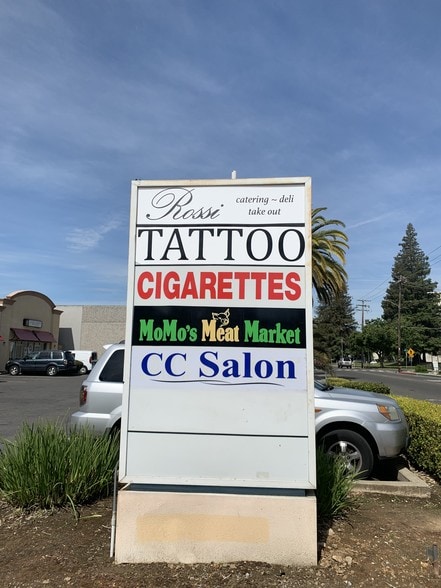 Rossi catering ~ deli
take out
TATTOO
CIGARETTES
MoMo's Meat Market
CC Salon